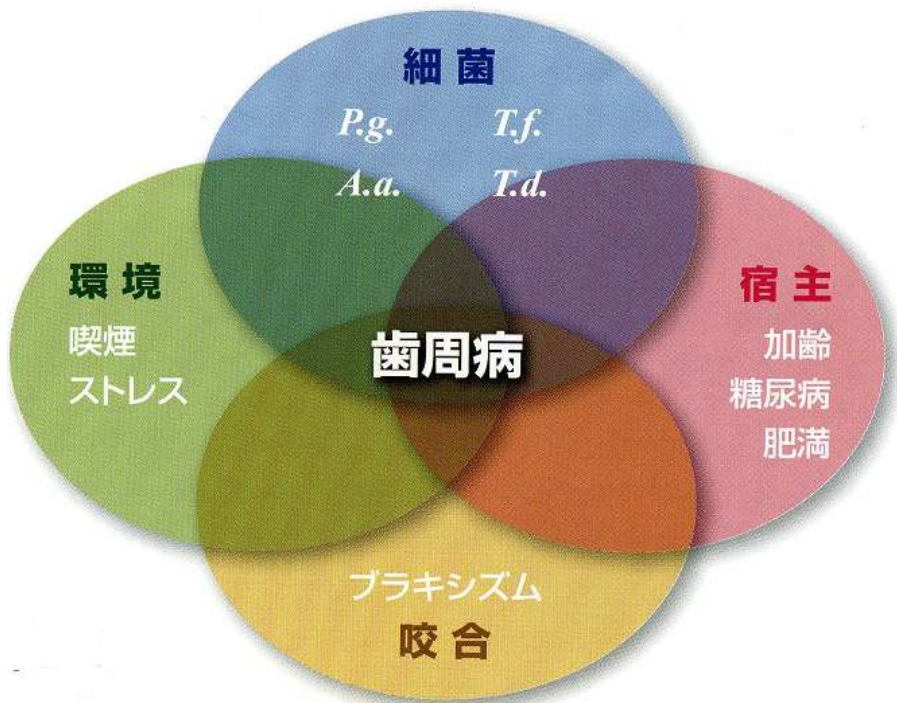 細菌
P.g. T.f.
A.a. T.d.
環境
喫煙
ストレス
歯周病
宿主
加齢
糖尿病
肥満
ブラキシズム
咬合